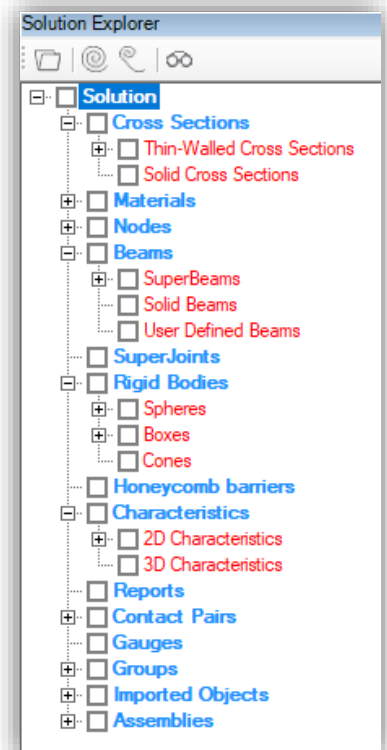 Solution Explorer
Solution
Cross Sections
Thin-Walled Cross Sections
Solid Cross Sections
Materials
Nodes
Beams
SuperBeams
Solid Beams
User Defined Beams
SuperJoints
Rigid Bodies
Spheres
Boxes
Cones
Honeycomb barriers
Characteristics
2D Characteristics
3D Characteristics
Reports
Contact Pairs
Gauges
Groups
Imported Objects
Assemblies